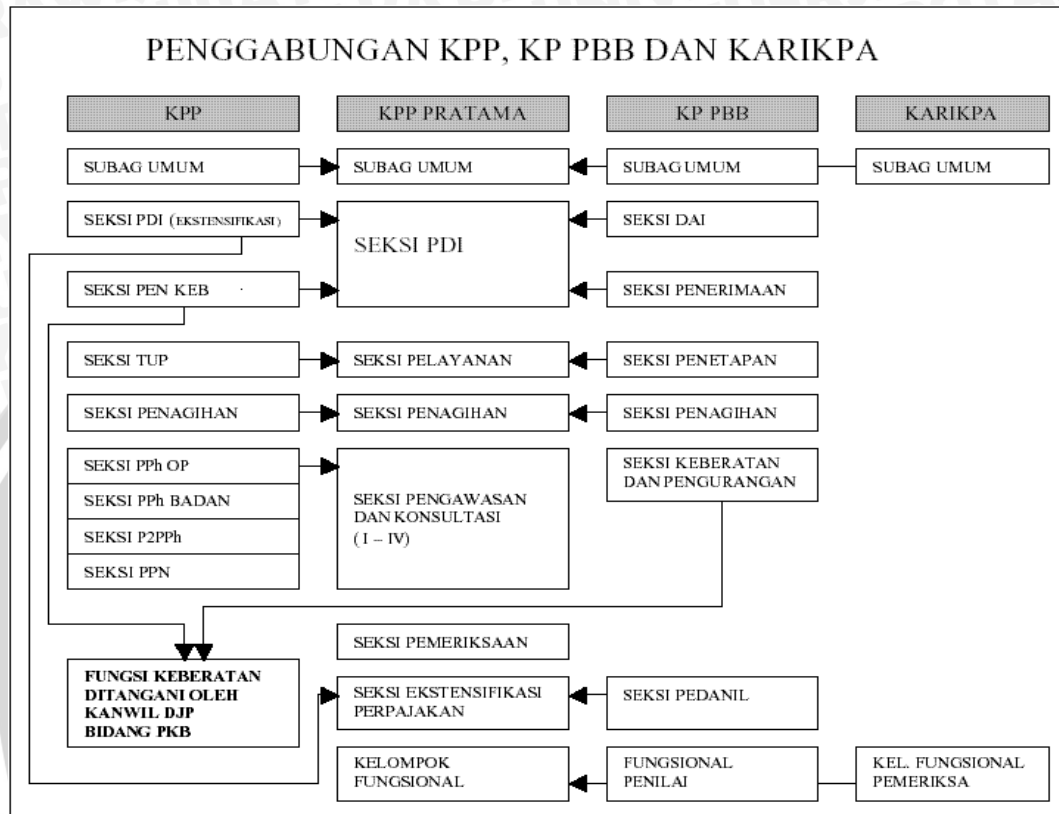 PENGGABUNGAN KPP, KP PBB DAN KARIKPA
KPP
KPP PRATAMA
KP PBB
KARIKPA
SUBAG UMUM
SUBAG UMUM
SUBAG UMUM
SUBAG UMUM
SEKSI PDI (EKSTENSIFIKASI)
SEKSI PDI
SEKSI DAI
SEKSI PEN KEB
SEKSI PENERIMAAN
SEKSI TUP
SEKSI PELAYANAN
SEKSI PENETAPAN
SEKSI PENAGIHAN
SEKSI PENAGIHAN
SEKSI PENAGIHAN
SEKSI PPh OP
SEKSI PPh BADAN
SEKSI P2PPh
SEKSI PPN
SEKSI PENGAWASAN
DAN KONSULTASI
( I – IV)
SEKSI KEBERATAN
DAN PENGURANGAN
SEKSI PEMERIKSAAN
FUNGSI KEBERATAN
DITANGANI OLEH
KANWIL DJP
BIDANG PKB
SEKSI EKSTENSIFIKASI
PERPAJAKAN
SEKSI PEDANIL
KELOMPOK
FUNGSIONAL
FUNGSIONAL
PENILAI
KEL. FUNGSIONAL
PEMERIKSA